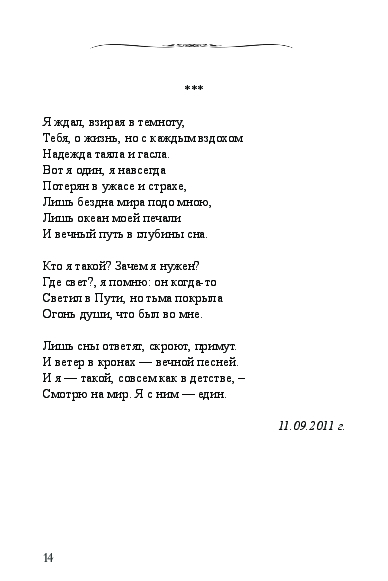 ***
Я ждал, взирая в темноту,
Тебя, о жизнь, но с каждым вздохом
Надежда таяла и гасла.
Вот я один, я навсегда
Потерян в ужасе и страхе,
Лишь бездна мира подо мною,
Лишь океан моей печали
И вечный путь в глубины сна.
Кто я такой? Зачем я нужен?
Где свет?, я помню: он когда-то
Светил в Пути, но тьма покрыла
Огонь души, что был во мне.
Лишь сны ответят, скроют, примут.
И ветер в кронах — вечной песней.
И я — такой, совсем как в детстве, –
Смотрю на мир. Я с ним — един.
11.09.2011 г.
14